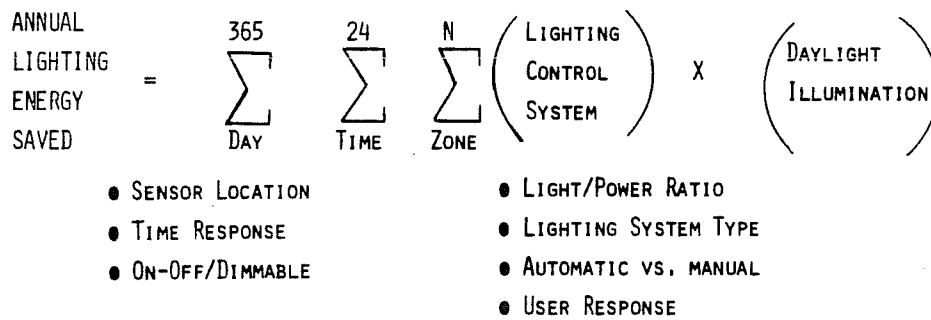 ANNUAL
LIGHTING
ENERGY
SAVED
=
365
∑
DAY
24
∑
TIME
N
∑
ZONE
(LIGHTING
CONTROL
SYSTEM)
X
(DAYLIGHT
ILLUMINATION)
• SENSOR LOCATION
• TIME RESPONSE
• ON-OFF/DIMMABLE
• LIGHT/POWER RATIO
• LIGHTING SYSTEM TYPE
• AUTOMATIC VS. MANUAL
• USER RESPONSE